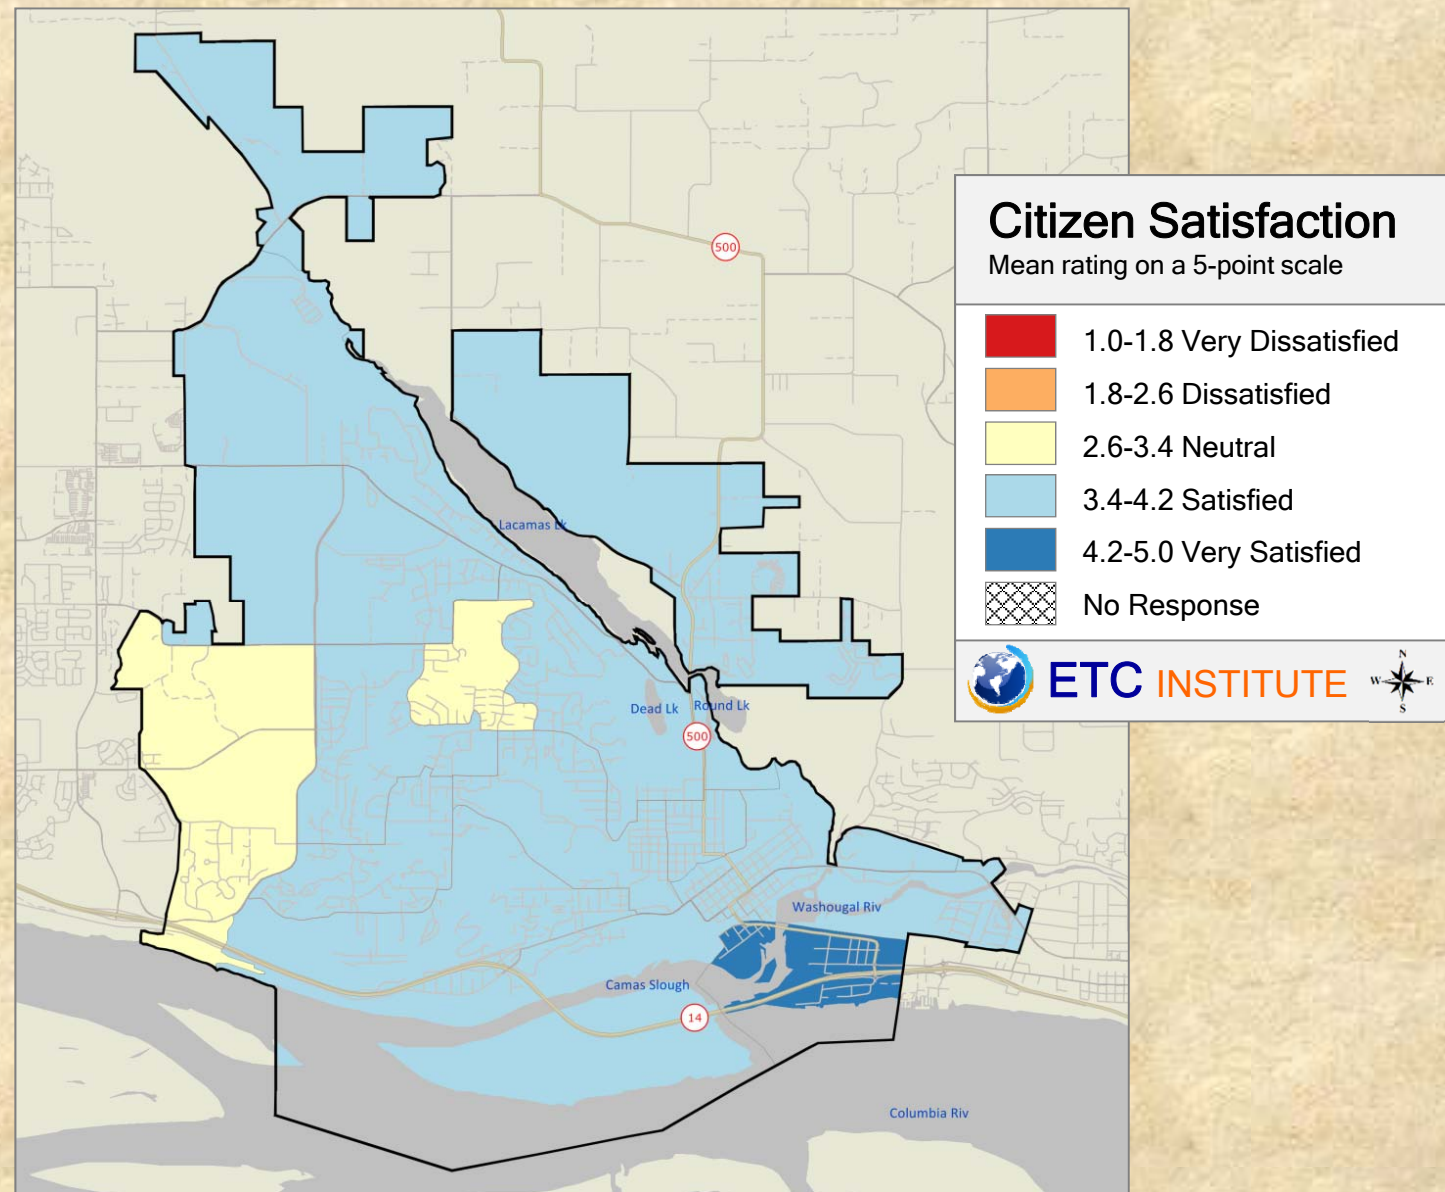 Citizen Satisfaction
Mean rating on a 5-point scale
1.0-1.8 Very Dissatisfied
1.8-2.6 Dissatisfied
2.6-3.4 Neutral
3.4-4.2 Satisfied
4.2-5.0 Very Satisfied
No Response
ETC INSTITUTE
N
W E
S
500
Lacamas Lk
Dead Lk
Round Lk
500
Washougal Riv
Camas Slough
14
Columbia Riv